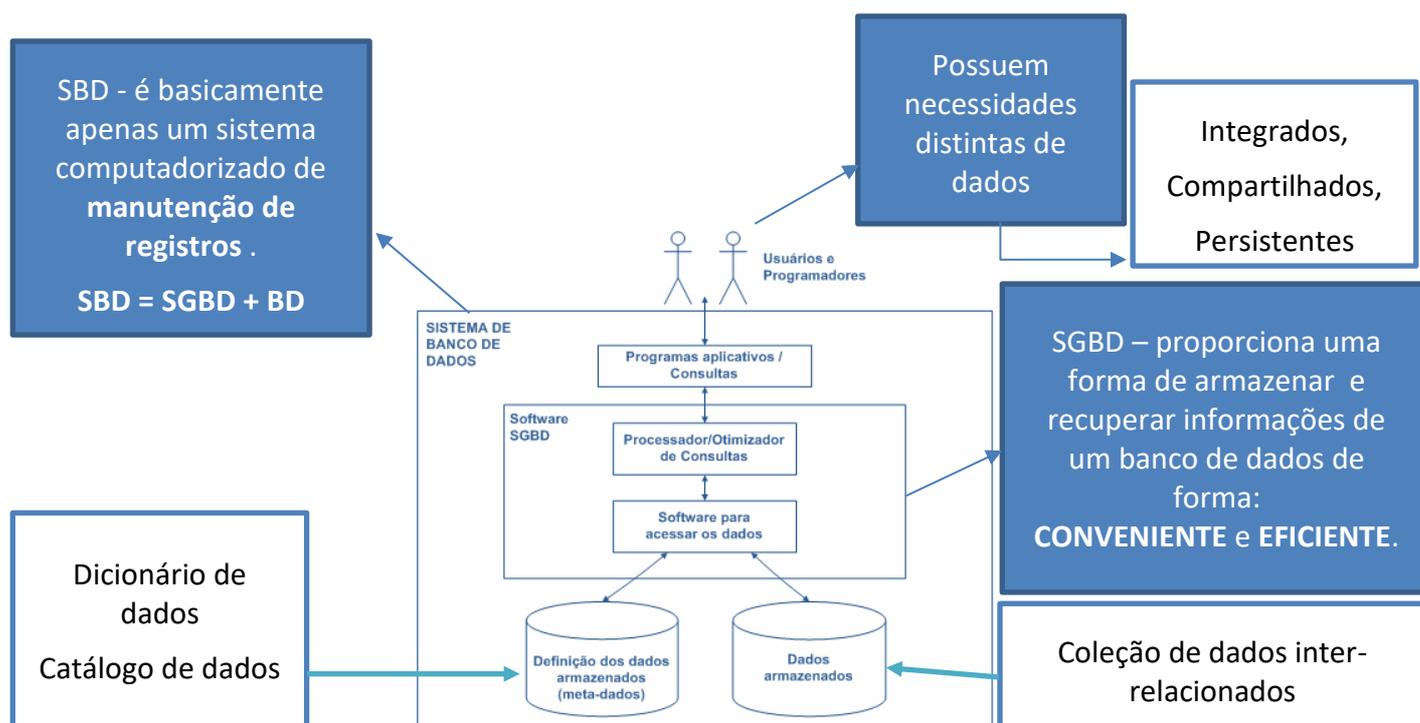 SBD - é basicamente
apenas um sistema
computadorizado de
manutenção de
registros .
SBD = SGBD + BD
Possuem
necessidades
distintas de
dados
Integrados,
Compartilhados,
Persistentes
Usuários e
Programadores
SISTEMA DE
BANCO DE
DADOS
Programas aplicativos /
Consultas
Software
SGBD
Processador/Otimizador
de Consultas
Software para
acessar os dados
SGBD – proporciona uma
forma de armazenar e
recuperar informações de
um banco de dados de
forma:
CONVENIENTE e EFICIENTE.
Dicionário de
dados
Catálogo de dados
Definição dos dados
armazenados
(meta-dados)
Dados
armazenados
Coleção de dados inter-
relacionados